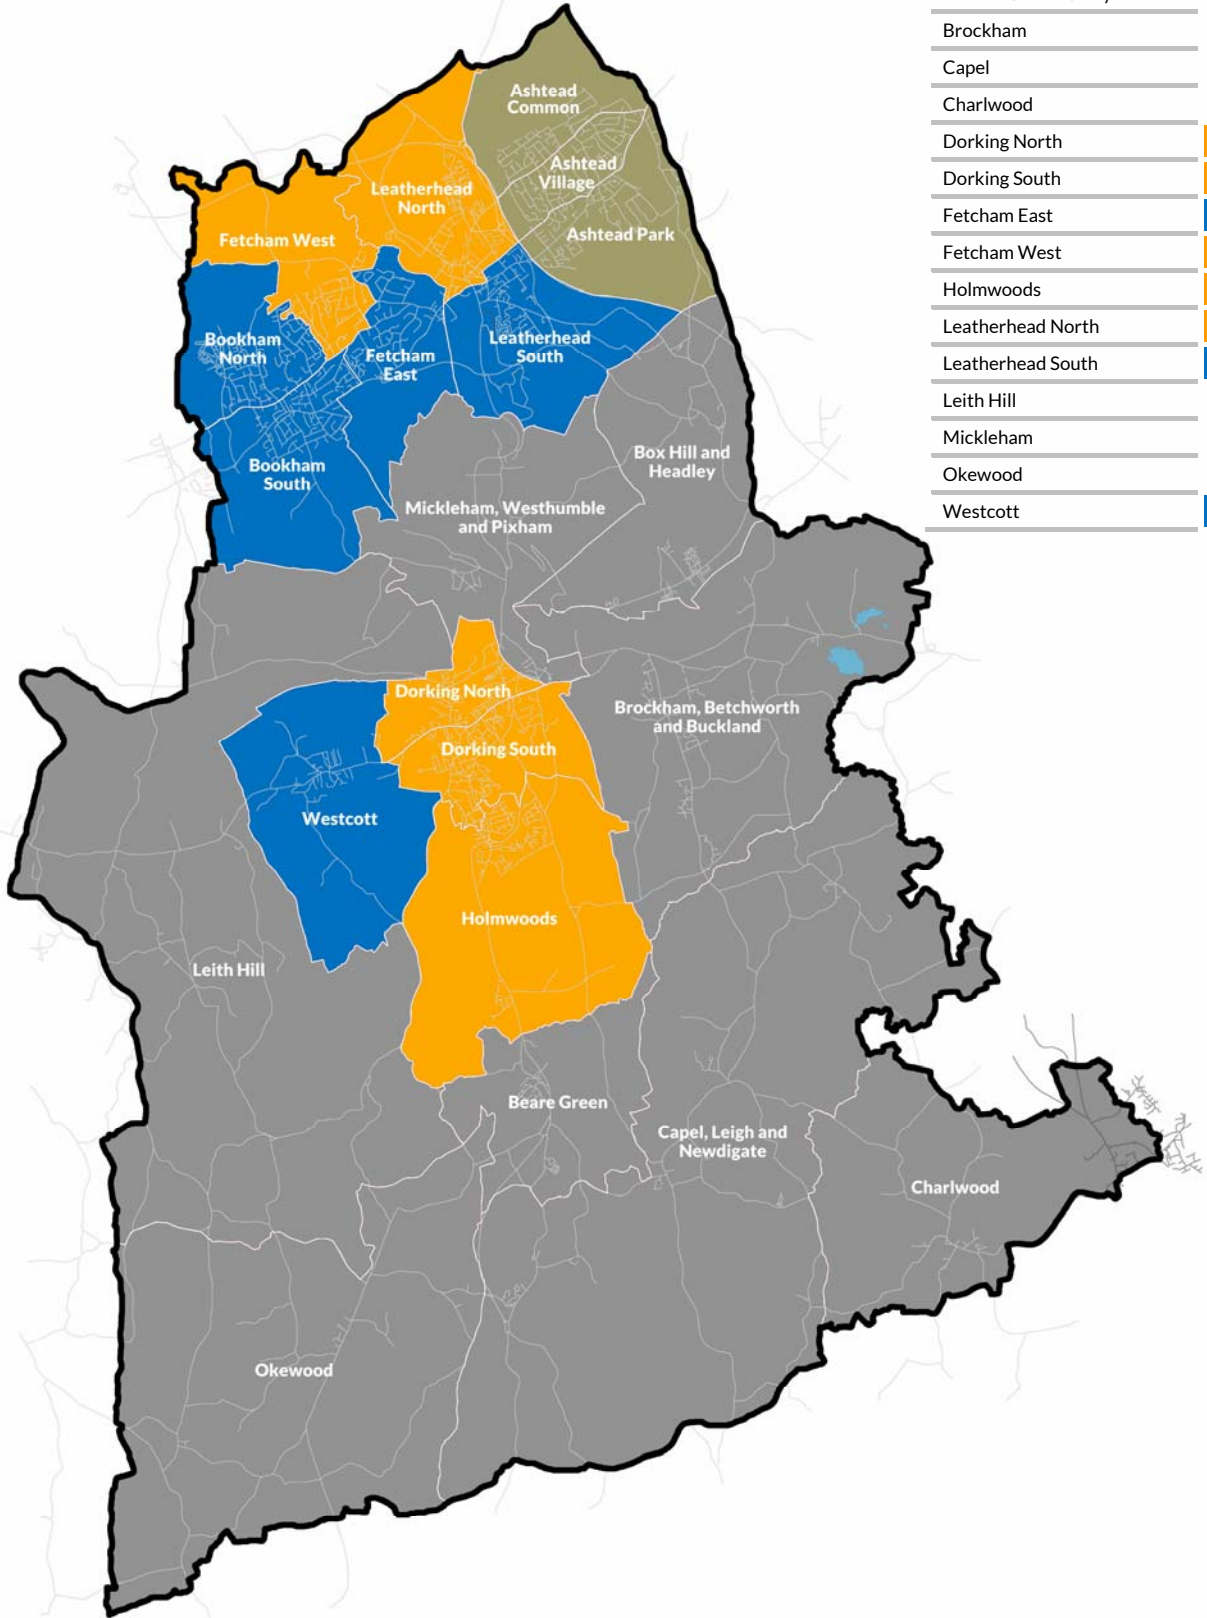 Brockham
Capel
Charlwood
Dorking North
Dorking South
Fetcham East
Fetcham West
Holmwoods
Leatherhead North
Leatherhead South
Leith Hill
Mickleham
Okewood
Westcott
Ashtead
Common
Ashtead
Village
Leatherhead
North
Ashtead Park
Fetcham West
Bookham
North
Leatherhead
South
Fetcham
East
Box Hill and
Headley
Bookham
South
Mickleham, Westhumble
and Pixham
Dorking North
Brockham, Betchworth
and Buckland
Dorking South
Westcott
Holmwoods
Leith Hill
Beare Green
Capel, Leigh and
Newdigate
Charlwood
Okewood